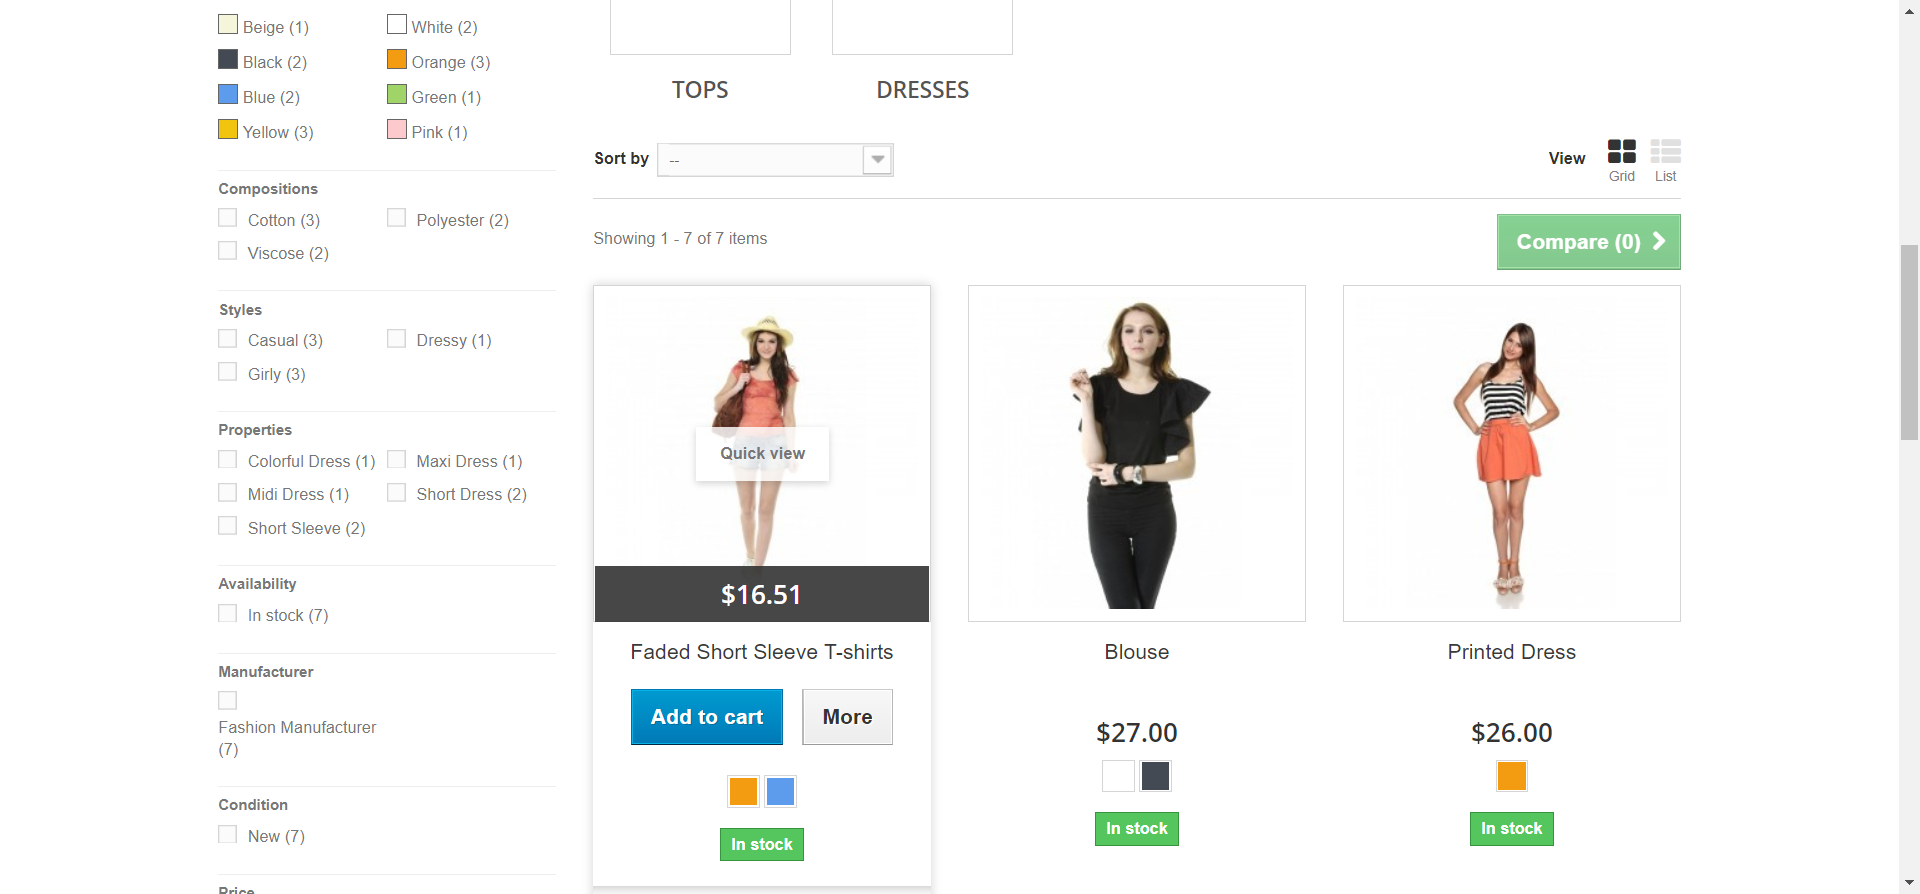 Beige (1)
White (2)
Black (2)
Orange (3)
Blue (2)
Green (1)
Yellow (3)
Pink (1)
Compositions
Cotton (3)
Polyester (2)
Viscose (2)
Styles
Casual (3)
Dressy (1)
Girly (3)
Properties
Colorful Dress (1)
Maxi Dress (1)
Midi Dress (1)
Short Dress (2)
Short Sleeve (2)
Availability
In stock (7)
Manufacturer
Fashion Manufacturer
(7)
Condition
New (7)
Price
TOPS
DRESSES
Sort by
--
View
Grid
List
Showing 1 - 7 of 7 items
Compare (0)
Quick view
$16.51
Faded Short Sleeve T-shirts
Add to cart
More
In stock
Blouse
$27.00
In stock
Printed Dress
$26.00
In stock